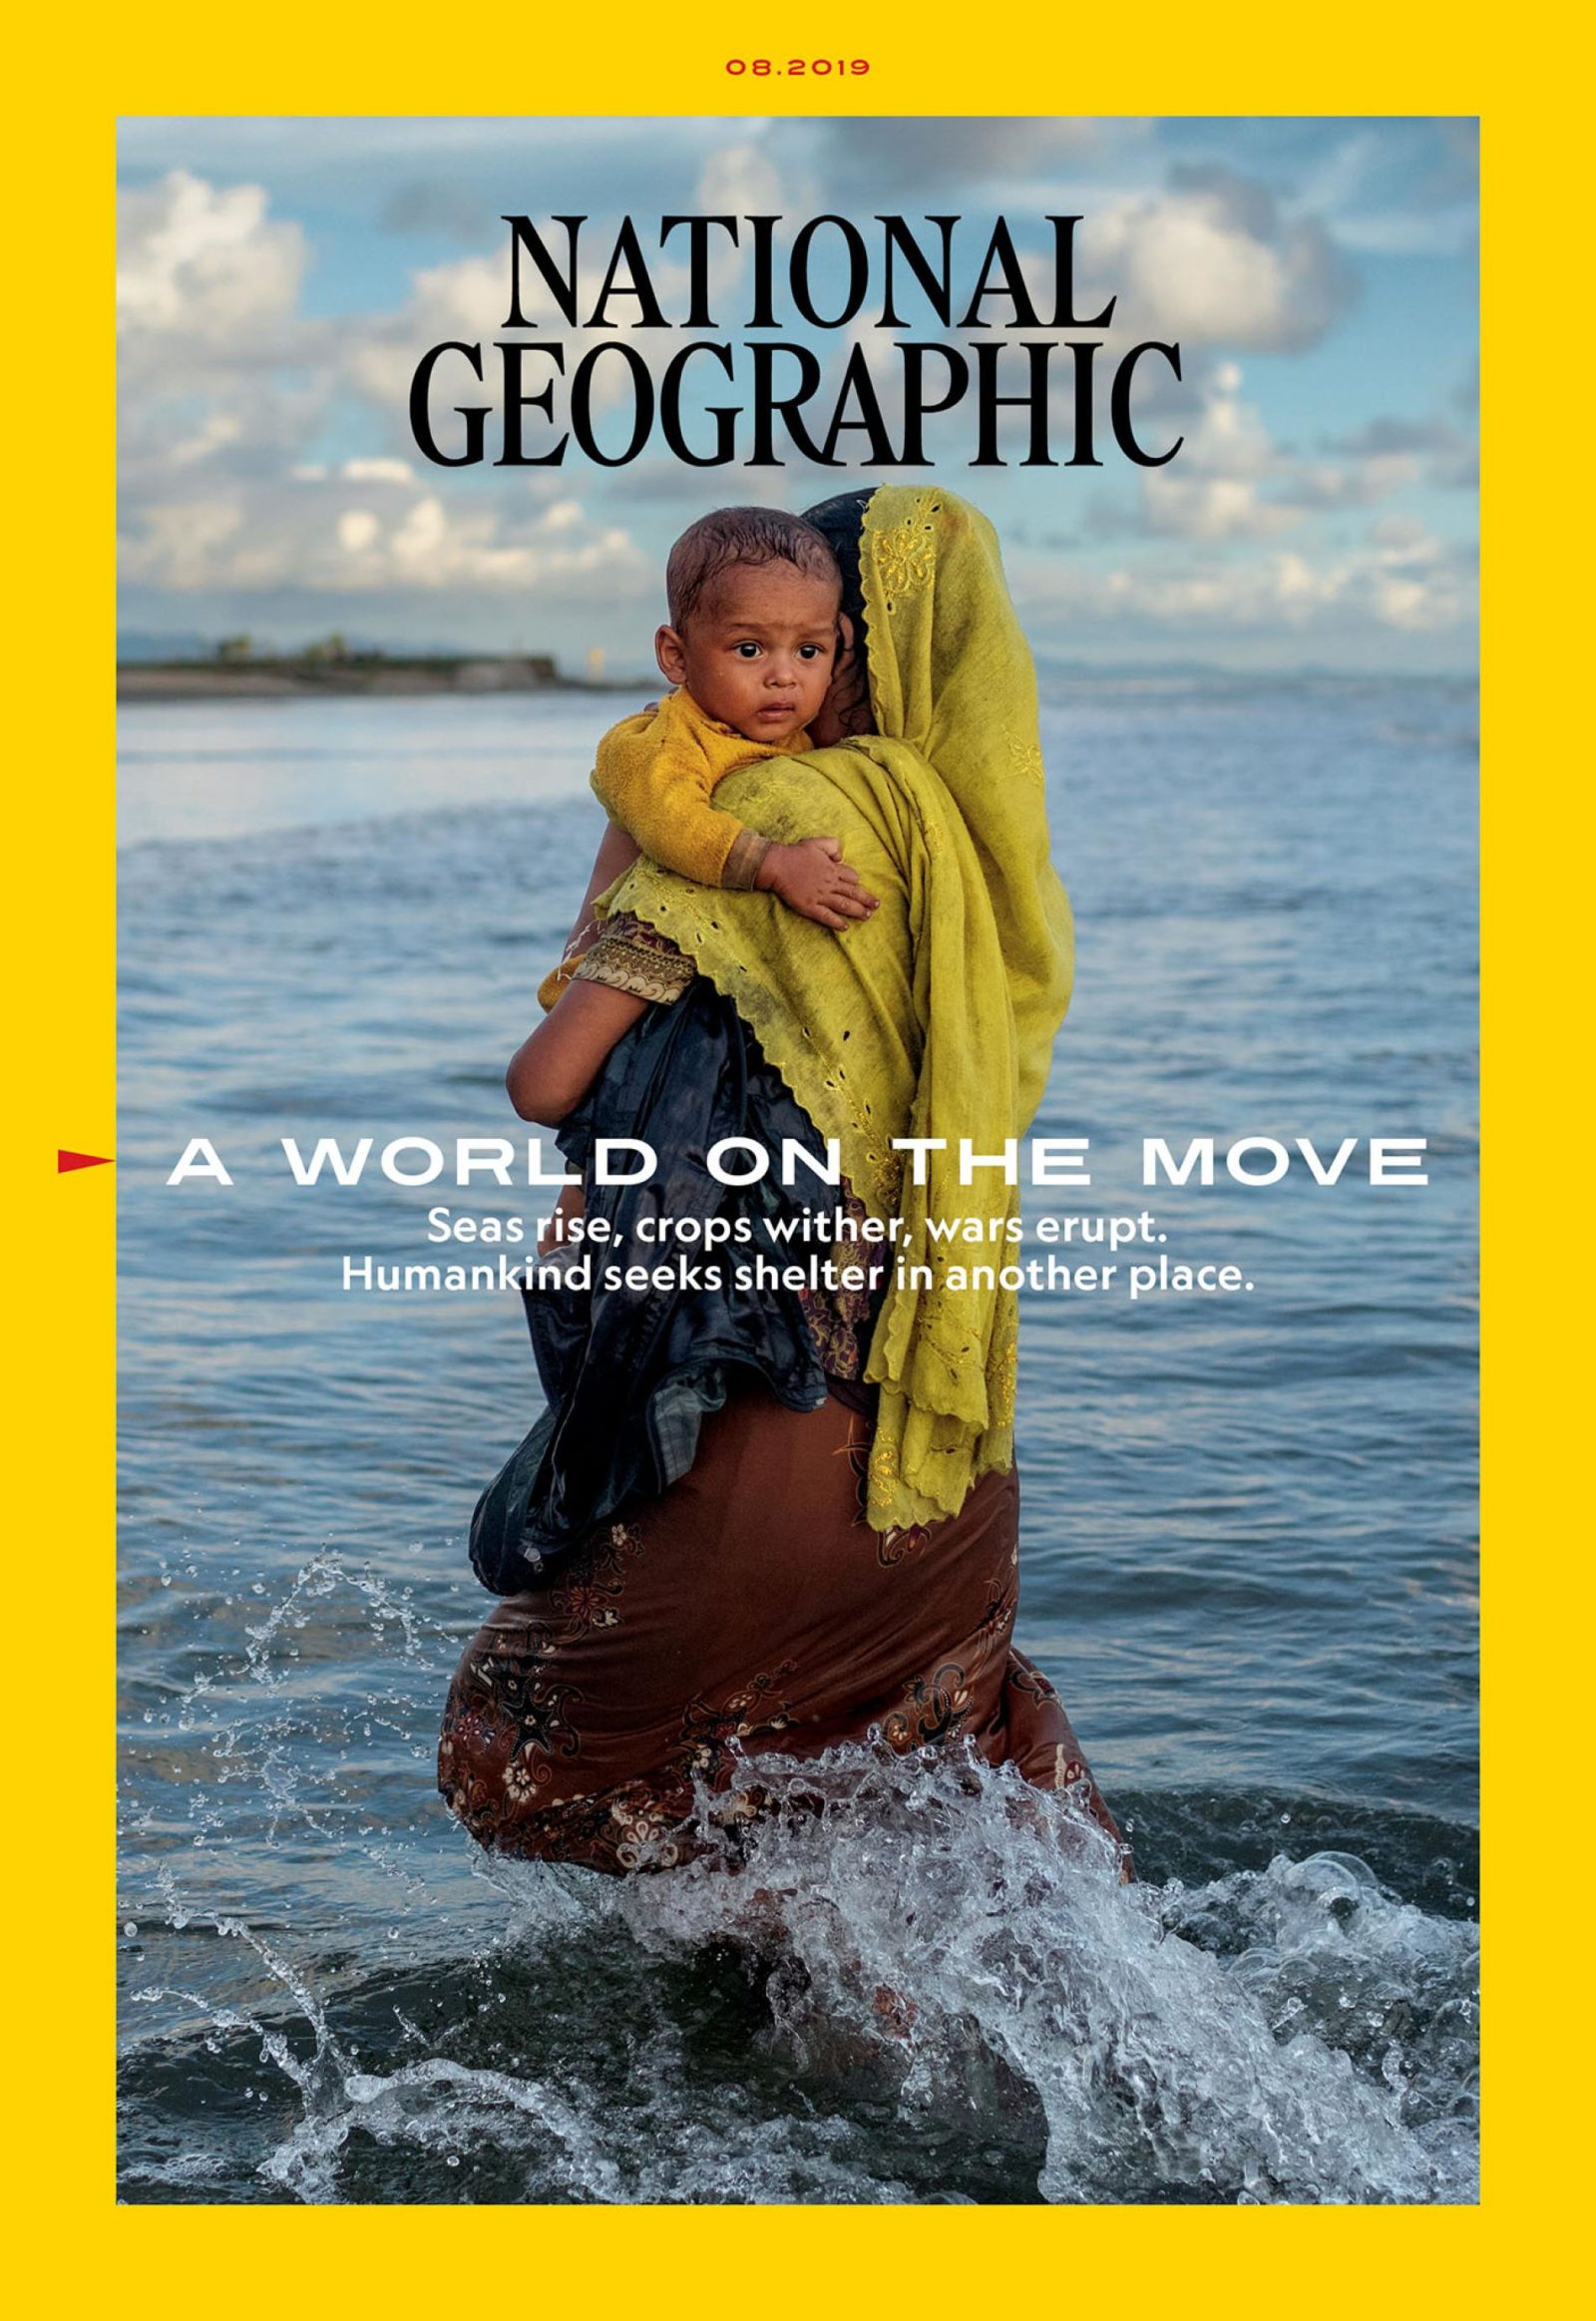 08.2019
NATIONAL
GEOGRAPHIC
A WORLD ON THE MOVE
Seas rise, crops wither, wars erupt.
Humankind seeks shelter in another place.